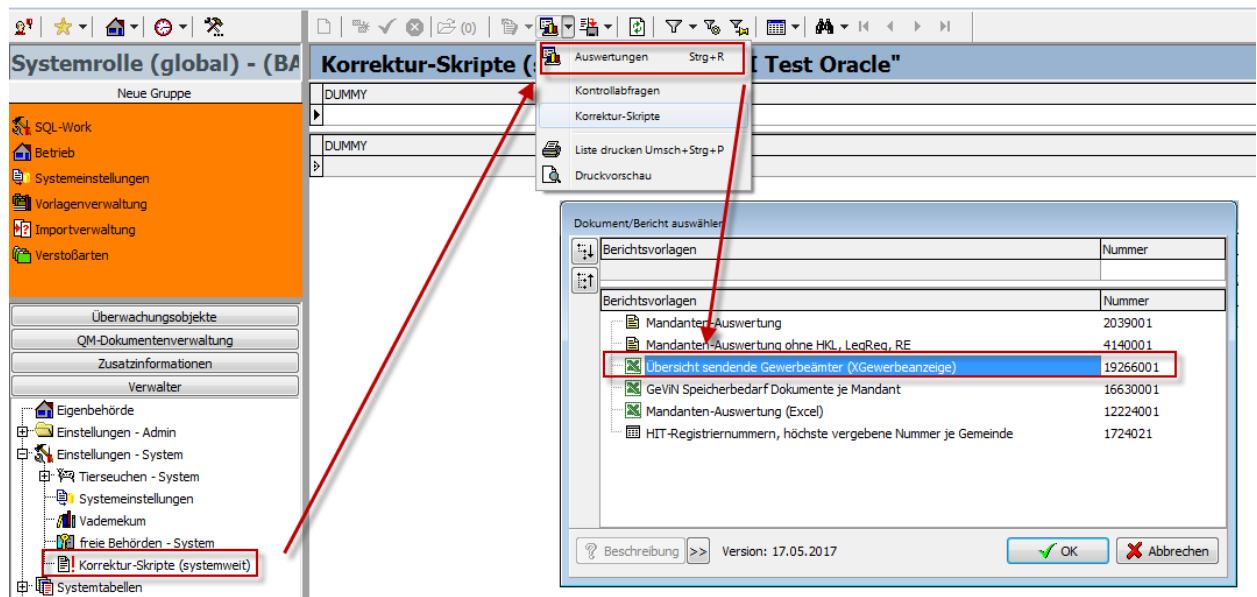 (0)
Systemrolle (global) - (BA
Korrektur-Skripte (
I Test Oracle"
Neue Gruppe
SQL-Work
Betrieb
Systemeinstellungen
Vorlagenverwaltung
Importverwaltung
Verstoßarten
DUMMY
DUMMY
Auswertungen Strg+R
Kontrollabfragen
Korrektur-Skripte
Liste drucken Umsch+Strg+P
Druckvorschau
Überwachungsobjekte
QM-Dokumentenverwaltung
Zusatzinformationen
Verwalter
Eigenbehörde
Einstellungen - Admin
Einstellungen - System
Tierseuchen - System
Systemeinstellungen
Vademekum
freie Behörden - System
Korrektur-Skripte (systemweit)
Systemtabellen
Dokument/Bericht auswählen
Berichtsvorlagen Nummer
Berichtsvorlagen Nummer
Mandanten-Auswertung 2039001
Mandanten-Auswertung ohne HKL, LegReg, RE 4140001
Übersicht sendende Gewerbeämter (XGewerbeanzeige) 19266001
GeViN Speicherbedarf Dokumente je Mandant 16630001
Mandanten-Auswertung (Excel) 12224001
HIT-Registriernummern, höchste vergebene Nummer je Gemeinde 1724021
Beschreibung >> Version: 17.05.2017 OK Abbrechen